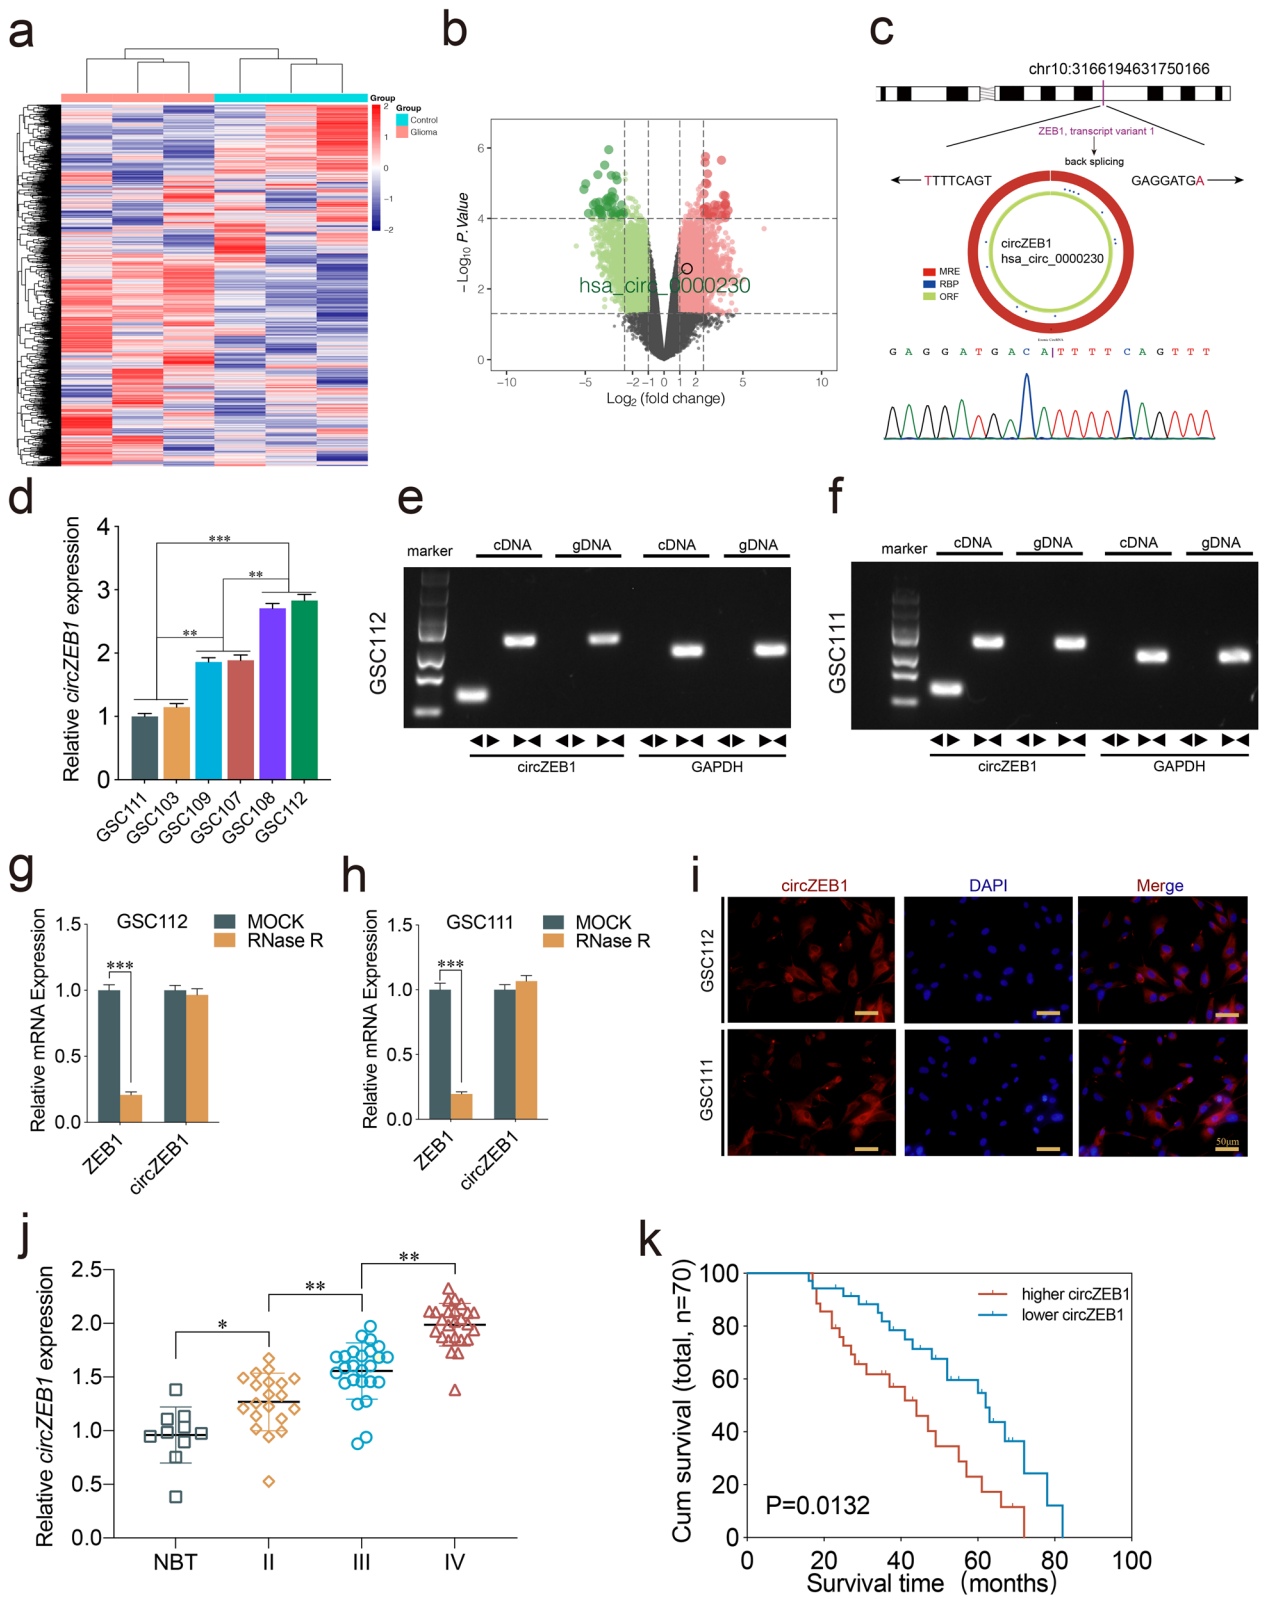 a
Group
2
1
0
−1
−2
Group
Control
Glioma
b
−Log10 P.Value
6
4
2
0
hsa_circ_0000230
−10
−5
−2
−1
0
1
2
5
10
Log2 (fold change)
c
chr10:3166194631750166
ZEB1, transcript variant 1
back splicing
TTTTCAGT
GAGGATGA
circZEB1
hsa_circ_0000230
MRE
RBP
ORF
G A G G A T G A C A|T T T T C A G T T T
d
Relative circZEB1 expression
4
3
2
1
0
***
**
**
GSC111
GSC103
GSC109
GSC107
GSC108
GSC112
e
marker
cDNA
gDNA
cDNA
gDNA
GSC112
circZEB1
GAPDH
f
marker
cDNA
gDNA
cDNA
gDNA
GSC111
circZEB1
GAPDH
g
GSC112
MOCK
RNase R
Relative mRNA Expression
1.5
1.0
0.5
0.0
***
ZEB1
circZEB1
h
GSC111
MOCK
RNase R
Relative mRNA Expression
1.5
1.0
0.5
0.0
***
ZEB1
circZEB1
i
circZEB1
DAPI
Merge
GSC112
GSC111
50μm
j
Relative circZEB1 expression
2.5
2.0
1.5
1.0
0.5
0.0
*
**
**
NBT
II
III
IV
k
Cum survival (total, n=70)
100
80
60
40
20
0
higher circZEB1
lower circZEB1
P=0.0132
0
20
40
60
80
100
Survival time (months)